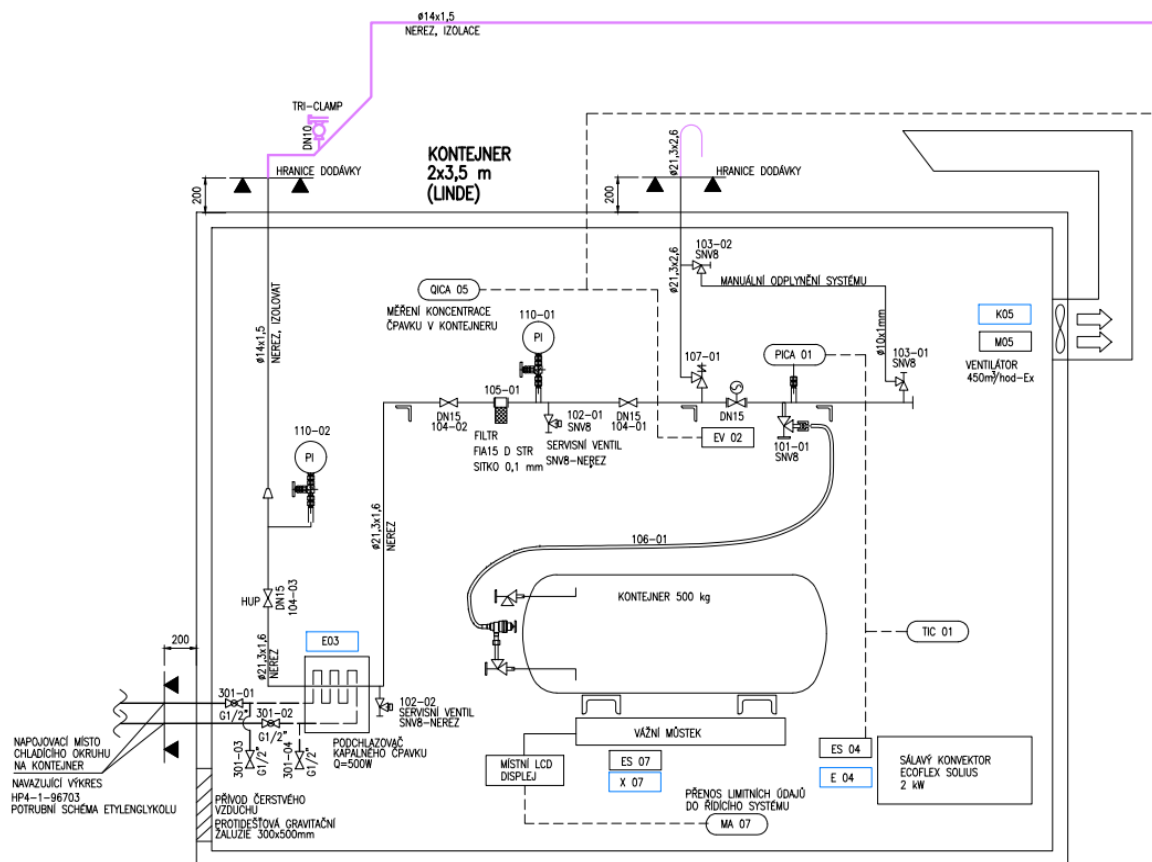 ø14x1,5
NEREZ, IZOLACE
TRI-CLAMP
DN10
KONTEJNER
2x3,5 m
(LINDE)
HRANICE DODÁVKY
200
ø21,3x2,6
HRANICE DODÁVKY
200
103-02
SNV8
ø21,3x2,6
MANUÁLNÍ ODPLYNĚNÍ SYSTÉMU
QICA 05
MĚŘENÍ KONCENTRACE
ČPAVKU V KONTEJNERU
110-01
PI
ø14x1,5
NEREZ, IZOLOVAT
K05
M05
VENTILÁTOR
450m³/hod-Ex
ø10x1mm
PICA 01
103-01
SNV8
107-01
105-01
DN15
104-02
102-01
SNV8
DN15
104-01
DN15
EV 02
101-01
SNV8
FILTR
FIA15 D STR
SITKO 0,1 mm
SERVISNÍ VENTIL
SNV8-NEREZ
110-02
PI
ø21,3x1,6
NEREZ
106-01
KONTEJNER 500 kg
HUP
DN15
104-03
TIC 01
200
ø21,3x1,6
NEREZ
E03
301-01
G1/2"
301-02
G1/2"
301-03
G1/2"
301-04
G1/2"
102-02
SERVISNÍ VENTIL
SNV8-NEREZ
PODCHLAZOVAČ
KAPALNÉHO ČPAVKU
Q=500W
NAPOJOVACÍ MÍSTO
CHLADÍCÍHO OKRUHU
NA KONTEJNER
NAVAZUJÍCÍ VÝKRES
HP4-1-96703
POTRUBNÍ SCHÉMA ETYLENGLYKOLU
PŘÍVOD ČERSTVÉHO
VZDUCHU
PROTIDEŠŤOVÁ GRAVITAČNÍ
ŽALUZIE 300x500mm
VÁŽNÍ MŮSTEK
MÍSTNÍ LCD
DISPLEJ
ES 07
X 07
PŘENOS LIMITNÍCH ÚDAJŮ
DO ŘÍDÍCÍHO SYSTÉMU
MA 07
ES 04
E 04
SÁLAVÝ KONVEKTOR
ECOFLEX SOLIUS
2 kW